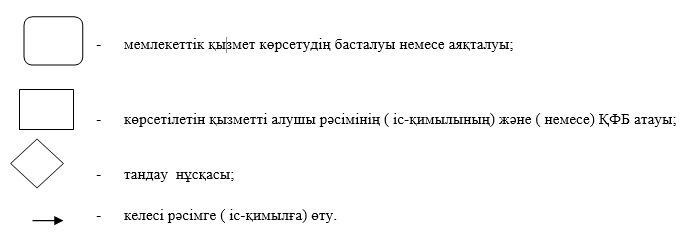 - мемлекеттік қызмет көрсетудің басталуы немесе аяқталуы;
- көрсетілетін қызметті алушы рәсімінің ( іс-қимылының) және ( немесе) ҚФБ атауы;
- тандау нұсқасы;
- келесі рәсімге ( іс-қимылға) өту.